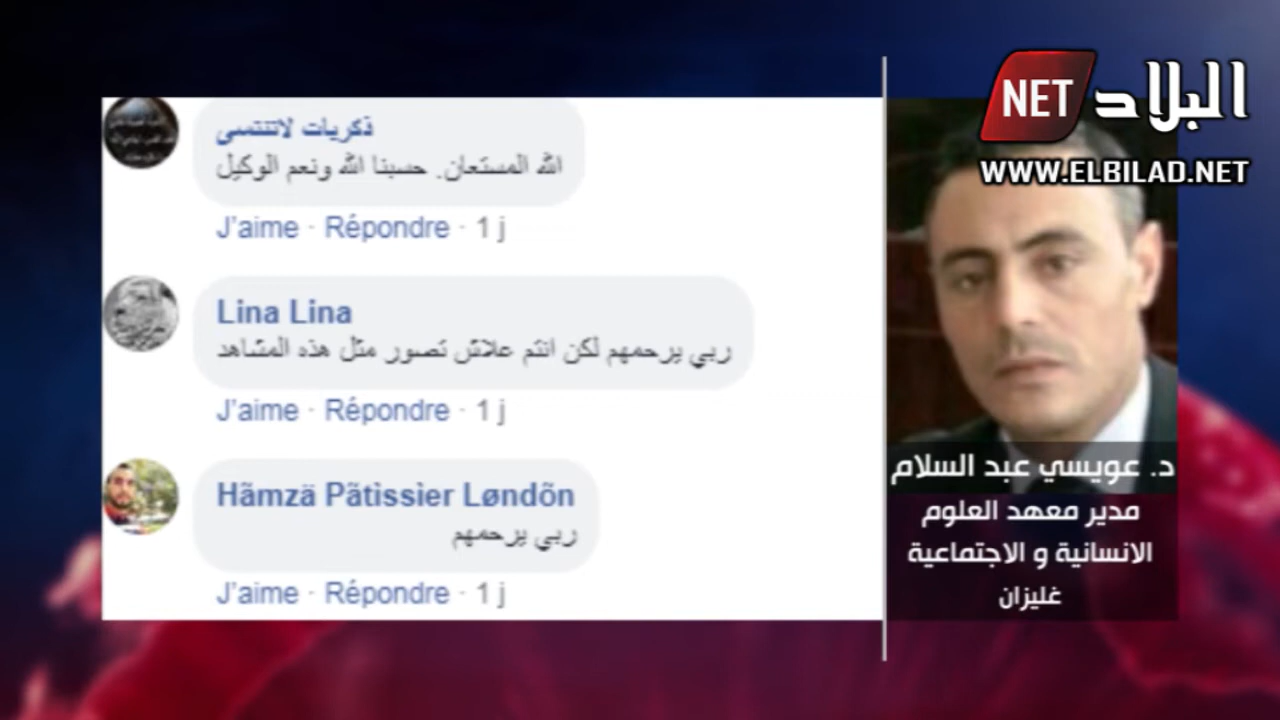 ذكريات لاتنتسى
الله المستعان. حسبنا الله ونعم الوكيل
J'aime · Répondre · 1 j
Lina Lina
ربي يرحمهم لكن انتم علاش تصور مثل هذه المشاهد
J'aime · Répondre · 1 j
Hãmzä Pãtissier Løndõn
ربي يرحمهم
J'aime · Répondre · 1 j
البلاد NET
WWW.ELBILAD.NET
د. عويسي عبد السلام
مدير معهد العلوم
الانسانية و الاجتماعية
غليزان